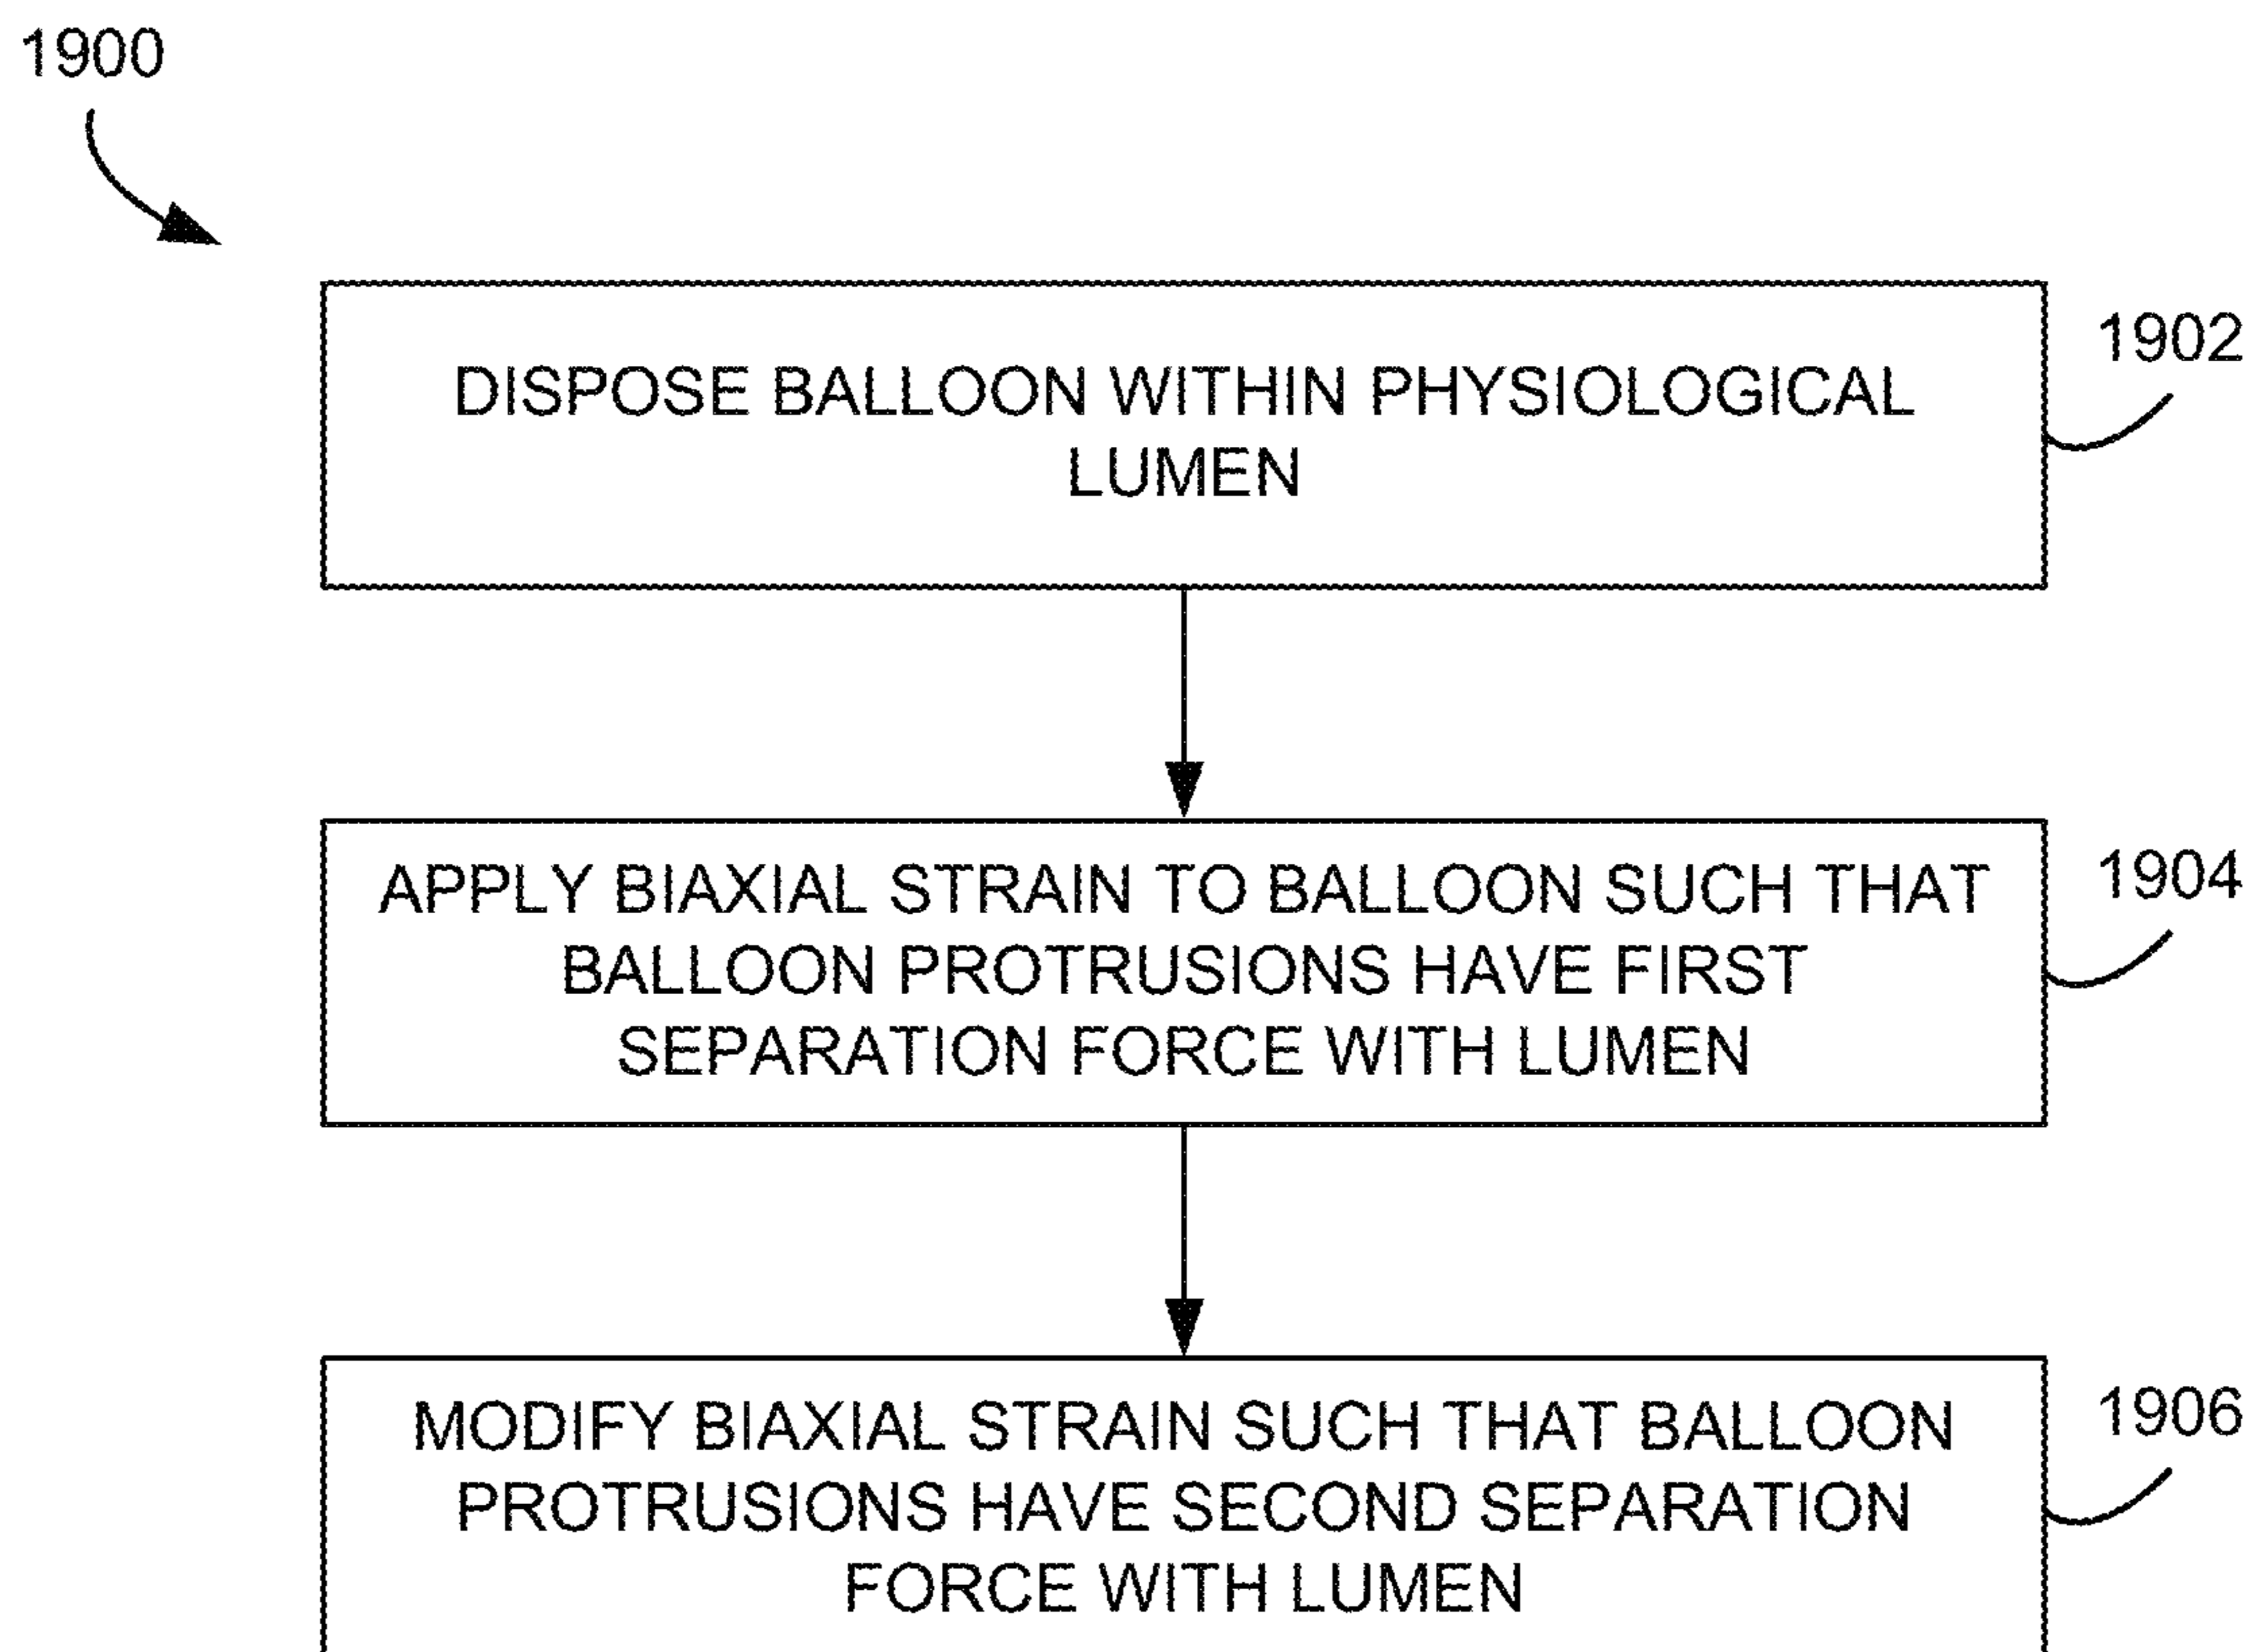 1900
DISPOSE BALLOON WITHIN PHYSIOLOGICAL
LUMEN
1902
APPLY BIAXIAL STRAIN TO BALLOON SUCH THAT
BALLOON PROTRUSIONS HAVE FIRST
SEPARATION FORCE WITH LUMEN
1904
MODIFY BIAXIAL STRAIN SUCH THAT BALLOON
PROTRUSIONS HAVE SECOND SEPARATION
FORCE WITH LUMEN
1906